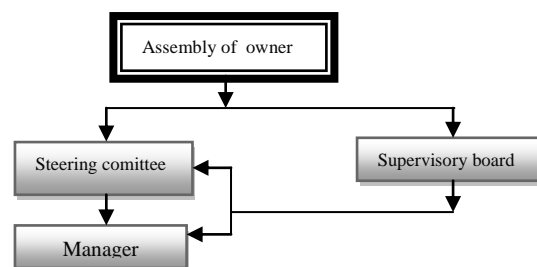 Assembly of owner
Steering comittee
Supervisory board
Manager